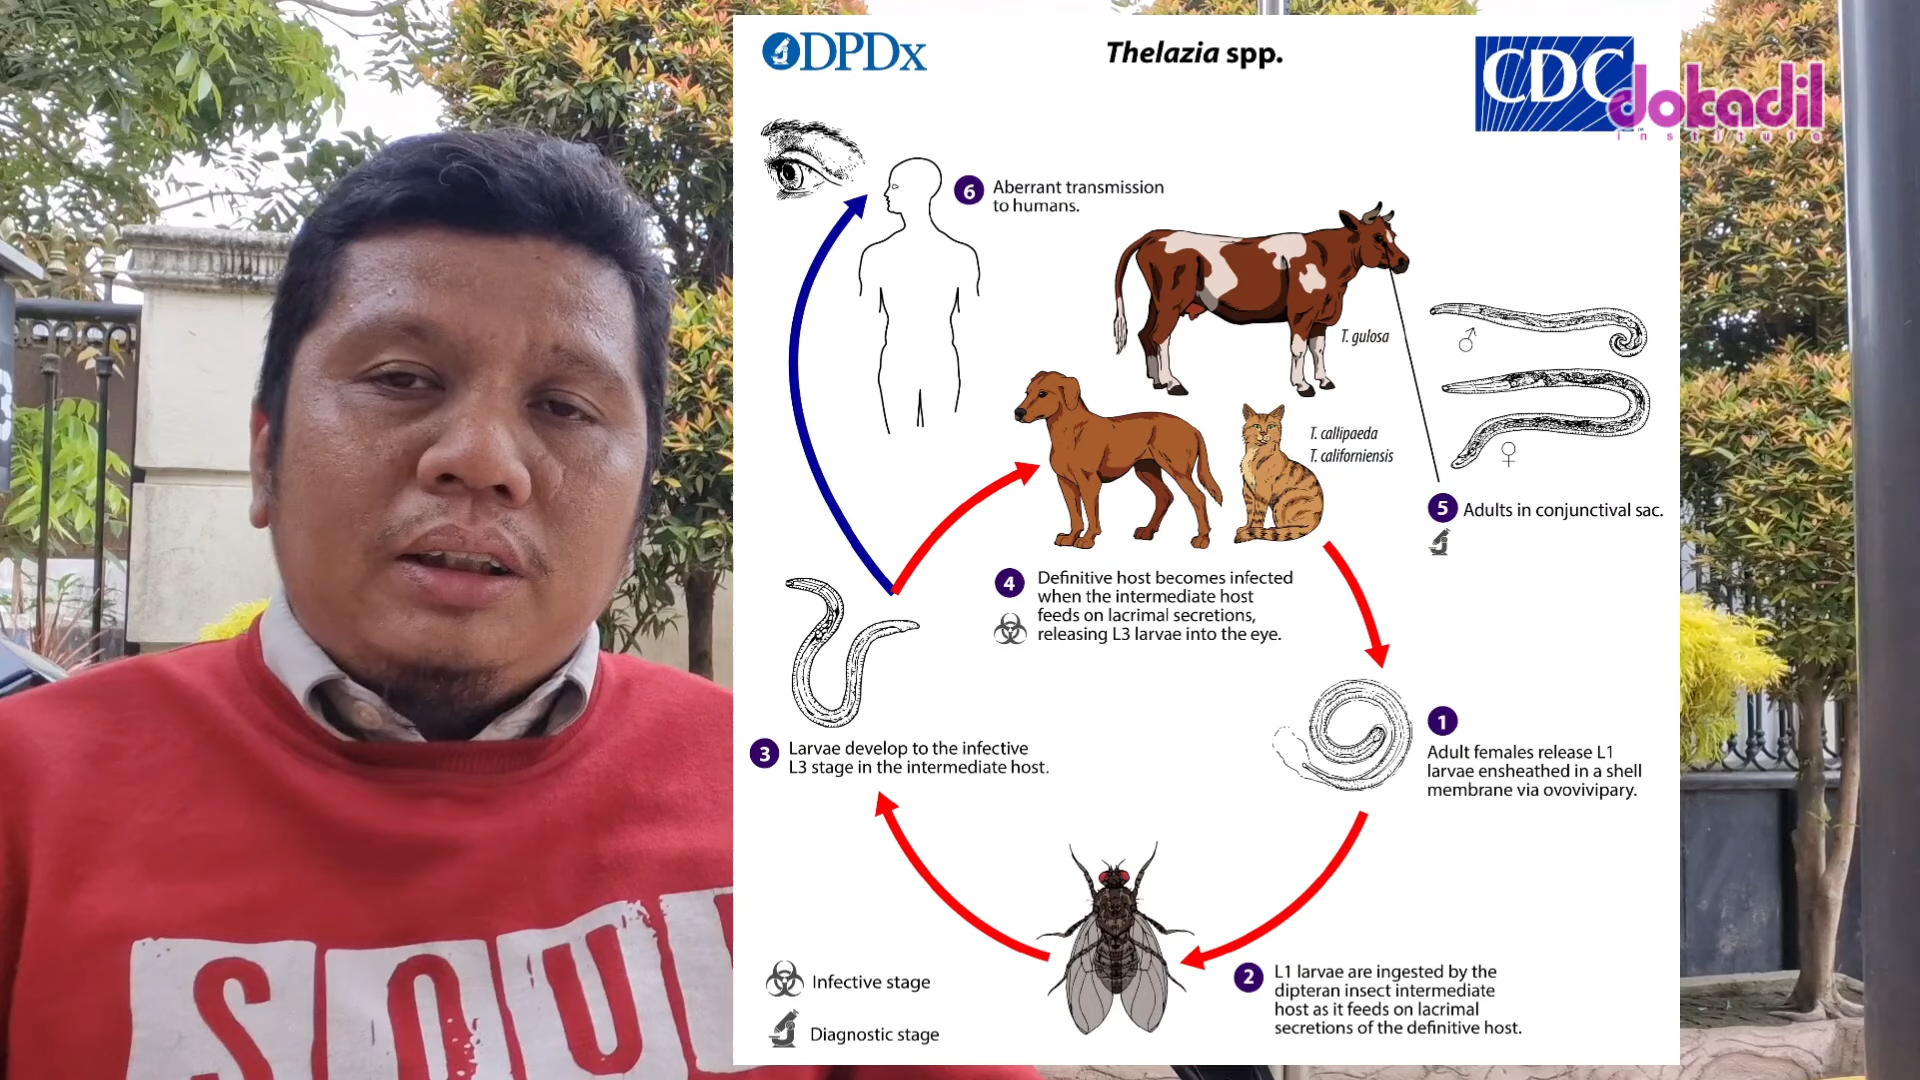 DPDx
Thelazia spp.
CDC
dokadil
institute
6 Aberrant transmission
to humans.
T. gulosa
♂
♀
T. callipaeda
T. californiensis
5 Adults in conjunctival sac.
4 Definitive host becomes infected
when the intermediate host
feeds on lacrimal secretions,
releasing L3 larvae into the eye.
3 Larvae develop to the infective
L3 stage in the intermediate host.
1
Adult females release L1
larvae ensheathed in a shell
membrane via ovovivipary.
2 L1 larvae are ingested by the
dipteran insect intermediate
host as it feeds on lacrimal
secretions of the definitive host.
Infective stage
Diagnostic stage
SOU